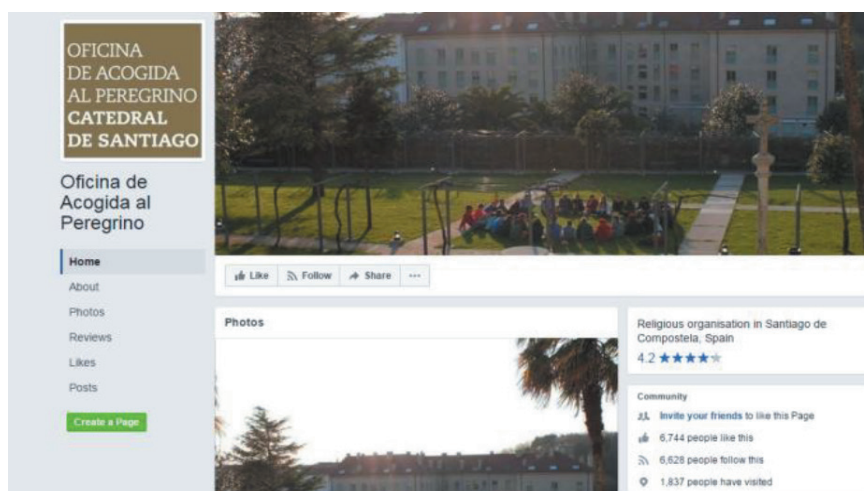 OFICINA
DE ACOGIDA
AL PEREGRINO
CATEDRAL
DE SANTIAGO
Oficina de
Acogida al
Peregrino
Home
About
Photos
Reviews
Likes
Posts
Create a Page
Like
Follow
Share
Photos
Religious organisation in Santiago de
Compostela, Spain
4.2
Community
Invite your friends to like this Page
6,744 people like this
6,628 people follow this
1,837 people have visited